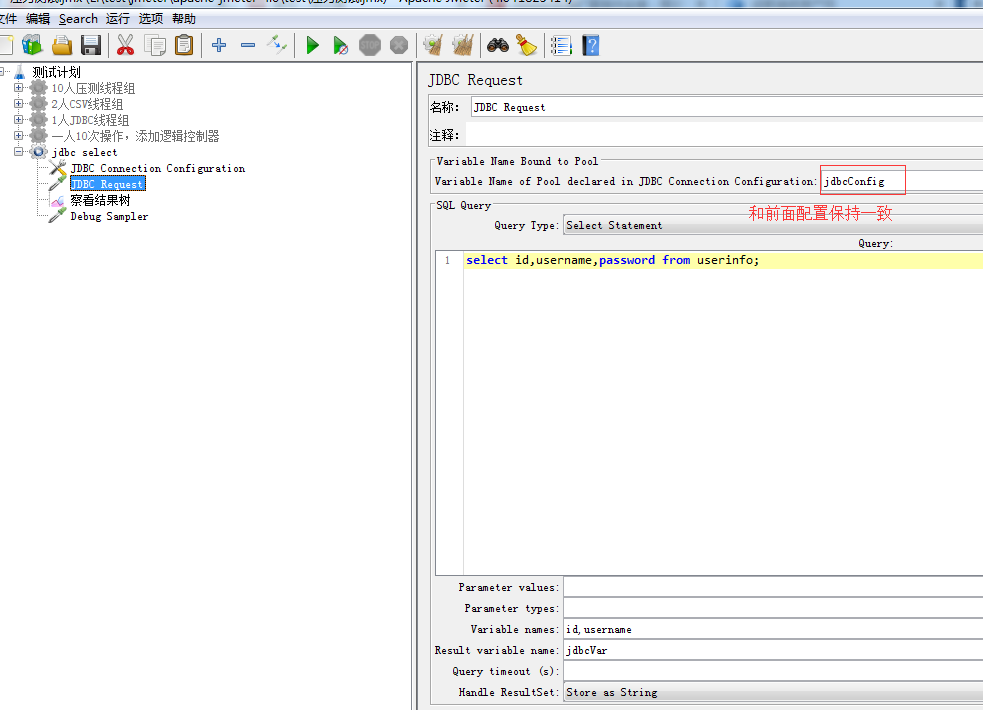 文件 编辑 Search 运行 选项 帮助
STOP
测试计划
10人压测线程组
2人CSV线程组
1人JDBC线程组
一人10次操作，添加逻辑控制器
jdbc select
JDBC Connection Configuration
JDBC Request
察看结果树
Debug Sampler
JDBC Request
名称： JDBC Request
注释：
Variable Name Bound to Pool
Variable Name of Pool declared in JDBC Connection Configuration: jdbcConfig
和前面配置保持一致
SQL Query
Query Type: Select Statement
Query:
1 select id,username,password from userinfo;
Parameter values:
Parameter types:
Variable names: id,username
Result variable name: jdbcVar
Query timeout (s):
Handle ResultSet: Store as String